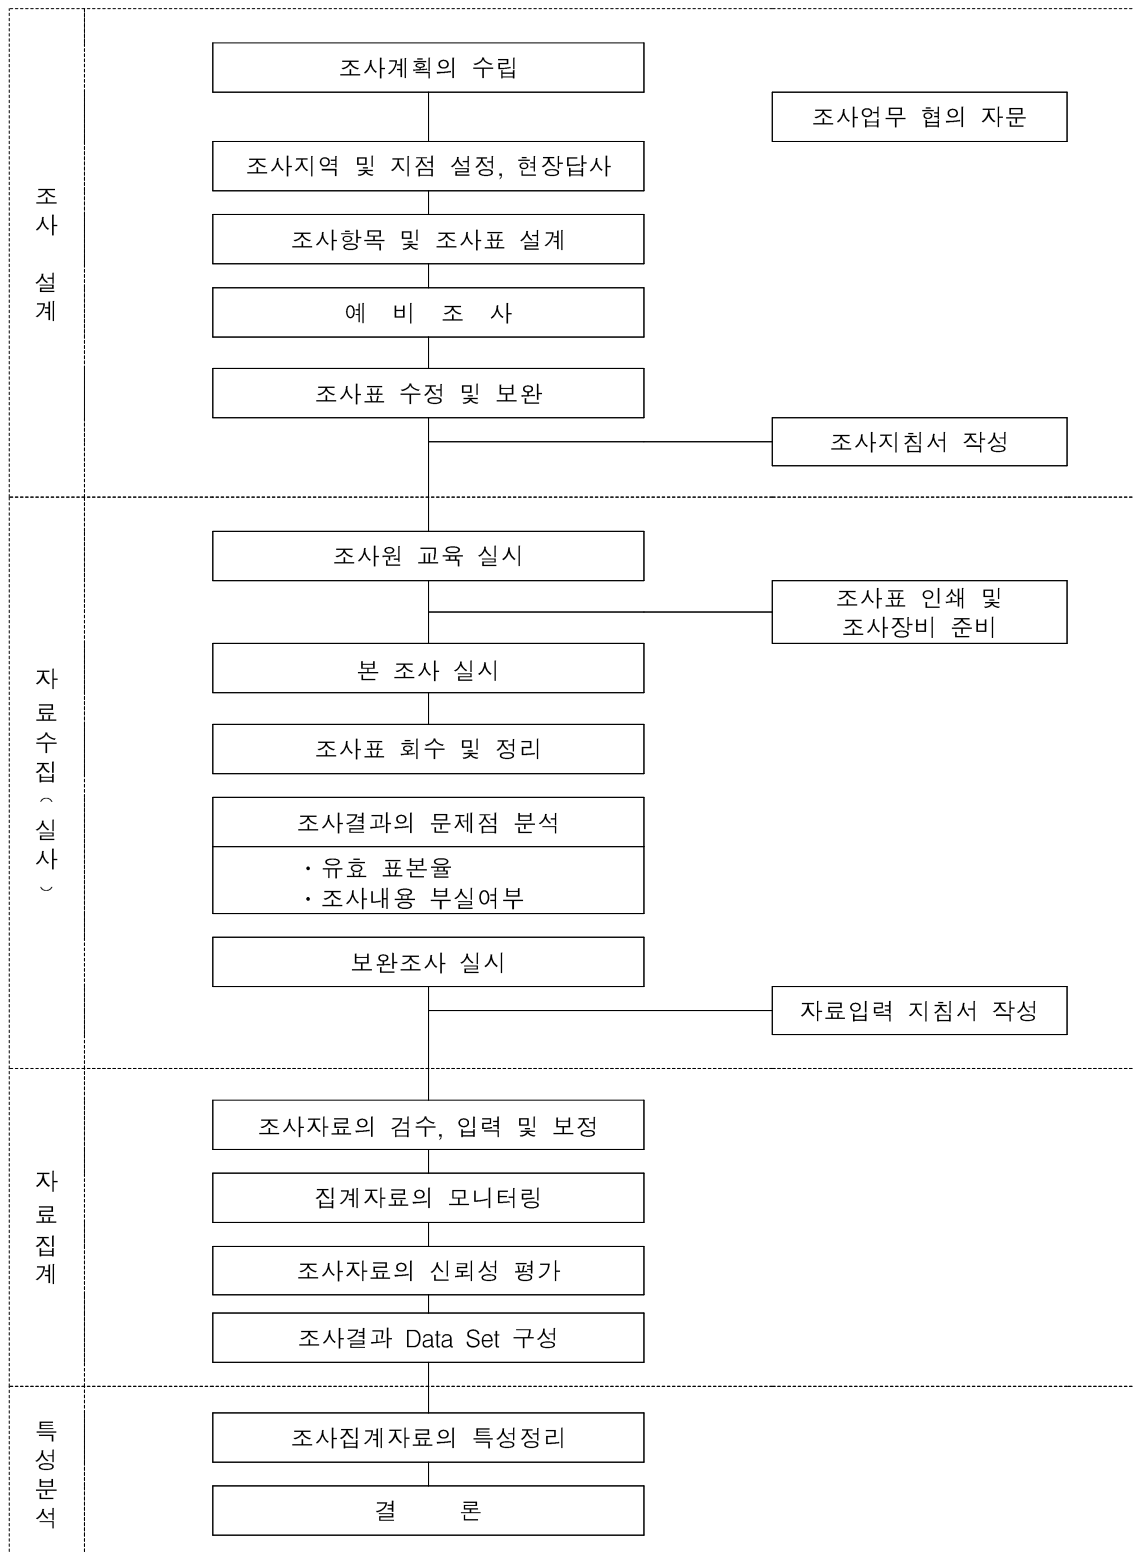 조사 설계
조사계획의 수립
조사업무 협의 자문
조사지역 및 지점 설정, 현장답사
조사항목 및 조사표 설계
예 비 조 사
조사표 수정 및 보완
조사지침서 작성
자료수집(실사)
조사원 교육 실시
조사표 인쇄 및
조사장비 준비
본 조사 실시
조사표 회수 및 정리
조사결과의 문제점 분석
· 유효 표본율
· 조사내용 부실여부
보완조사 실시
자료입력 지침서 작성
자료집계
조사자료의 검수, 입력 및 보정
집계자료의 모니터링
조사자료의 신뢰성 평가
조사결과 Data Set 구성
특성분석
조사집계자료의 특성정리
결 론